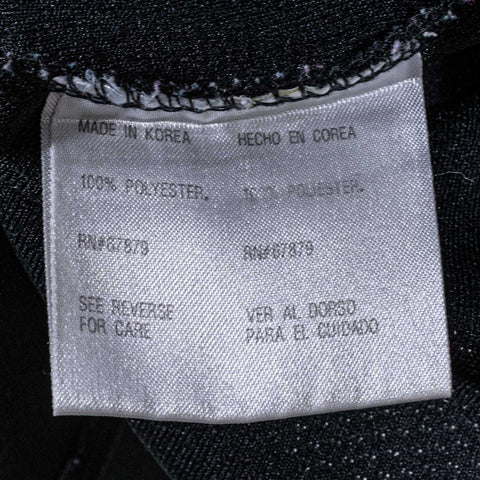 MADE IN KOREA
100% POLYESTER.
RN#67879
SEE REVERSE
FOR CARE
HECHO EN COREA
100% POLIESTER.
RN#67879
VER AL DORSO
PARA EL CUIDADO